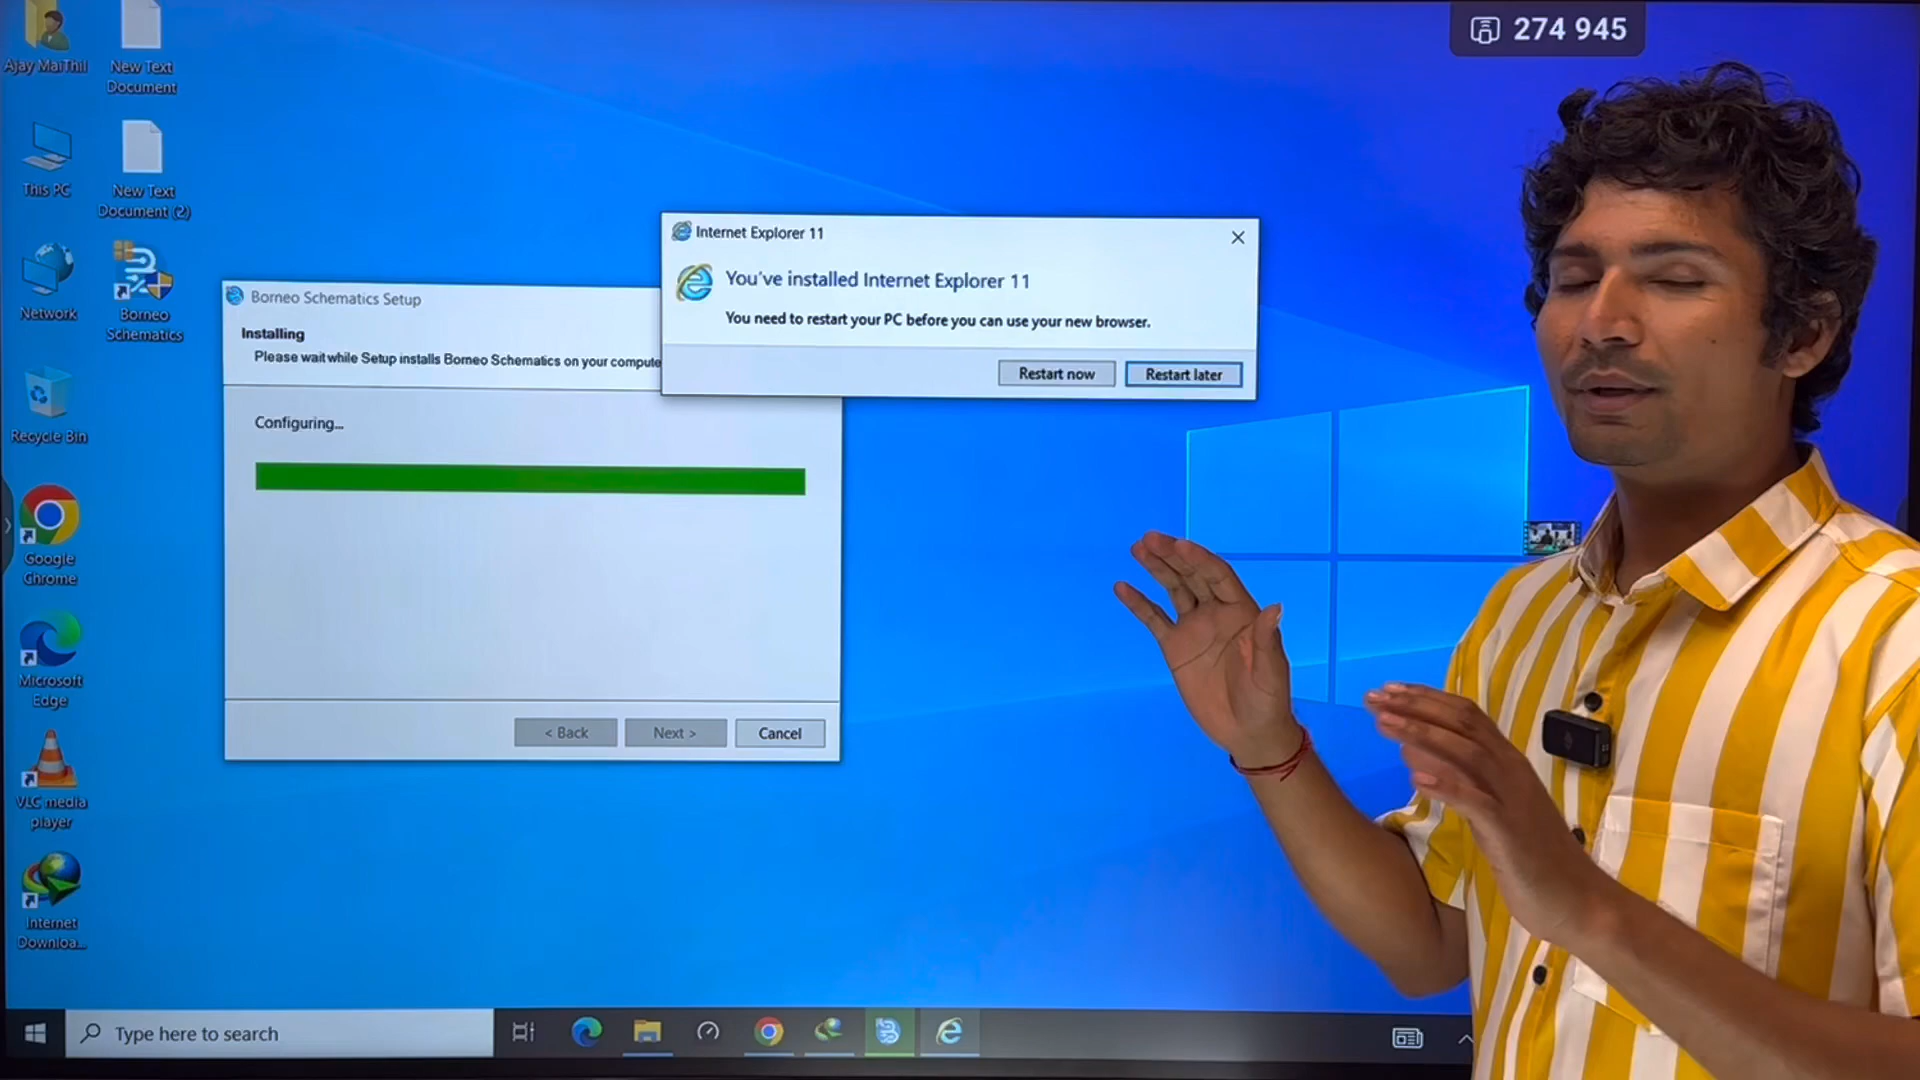 274 945
Ajay MaiThil
New Text
Document
This PC
New Text
Document (2)
Network
Borneo
Schematics
Recycle Bin
Google
Chrome
Microsoft
Edge
VLC media
player
Internet
Downloa...
Borneo Schematics Setup
Installing
Please wait while Setup installs Borneo Schematics on your compute
Configuring...
< Back
Next >
Cancel
Internet Explorer 11
You've installed Internet Explorer 11
You need to restart your PC before you can use your new browser.
Restart now
Restart later
Type here to search